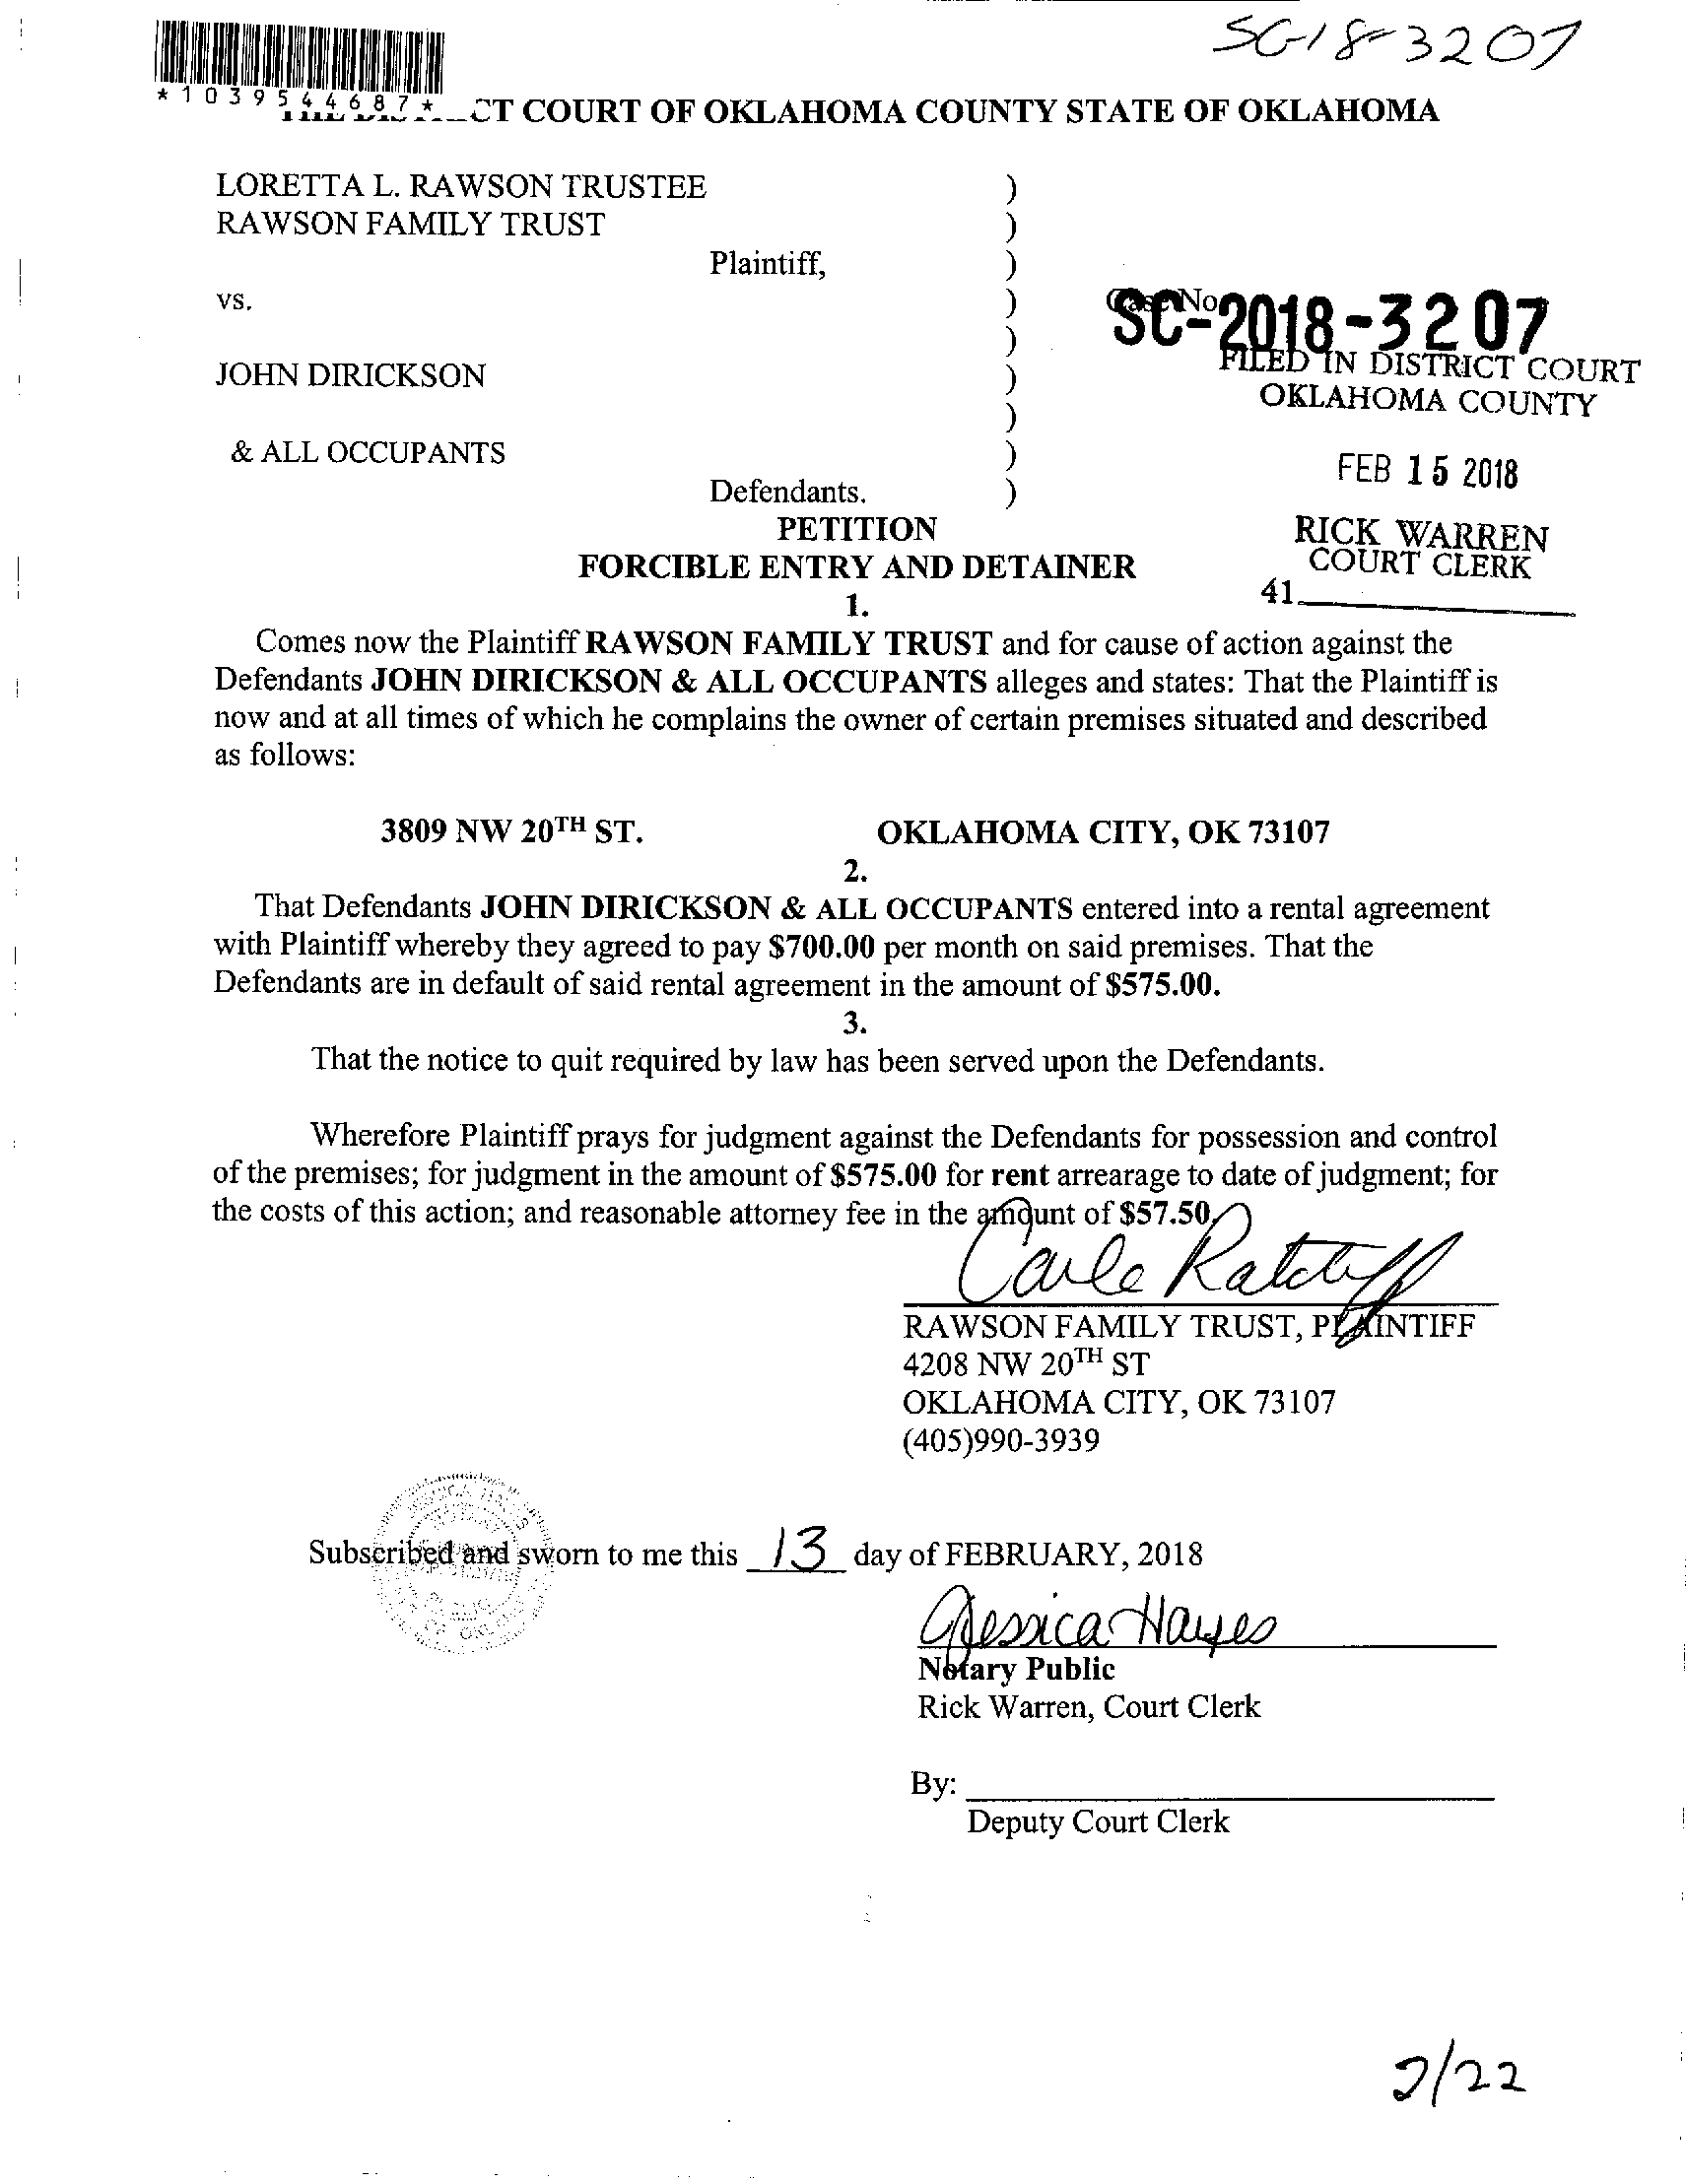 SC-18-3207
*1039544687*
CT COURT OF OKLAHOMA COUNTY STATE OF OKLAHOMA
LORETTA L. RAWSON TRUSTEE )
RAWSON FAMILY TRUST )
Plaintiff, )
vs. )
Case No
SC-2018-3207
)
FILED IN DISTRICT COURT
JOHN DIRICKSON )
OKLAHOMA COUNTY
)
& ALL OCCUPANTS )
FEB 15 2018
Defendants. )
PETITION
RICK WARREN
FORCIBLE ENTRY AND DETAINER
COURT CLERK
41
1.
Comes now the Plaintiff RAWSON FAMILY TRUST and for cause of action against the
Defendants JOHN DIRICKSON & ALL OCCUPANTS alleges and states: That the Plaintiff is
now and at all times of which he complains the owner of certain premises situated and described
as follows:
3809 NW 20TH ST. OKLAHOMA CITY, OK 73107
2.
That Defendants JOHN DIRICKSON & ALL OCCUPANTS entered into a rental agreement
with Plaintiff whereby they agreed to pay $700.00 per month on said premises. That the
Defendants are in default of said rental agreement in the amount of $575.00.
3.
That the notice to quit required by law has been served upon the Defendants.
Wherefore Plaintiff prays for judgment against the Defendants for possession and control
of the premises; for judgment in the amount of $575.00 for rent arrearage to date of judgment; for
the costs of this action; and reasonable attorney fee in the amount of $57.50.
Carle Ratcliff
RAWSON FAMILY TRUST, PLAINTIFF
4208 NW 20TH ST
OKLAHOMA CITY, OK 73107
(405)990-3939
Subscribed and sworn to me this 13 day of FEBRUARY, 2018
Jessica Hayes
Notary Public
Rick Warren, Court Clerk
By:
Deputy Court Clerk
2/22